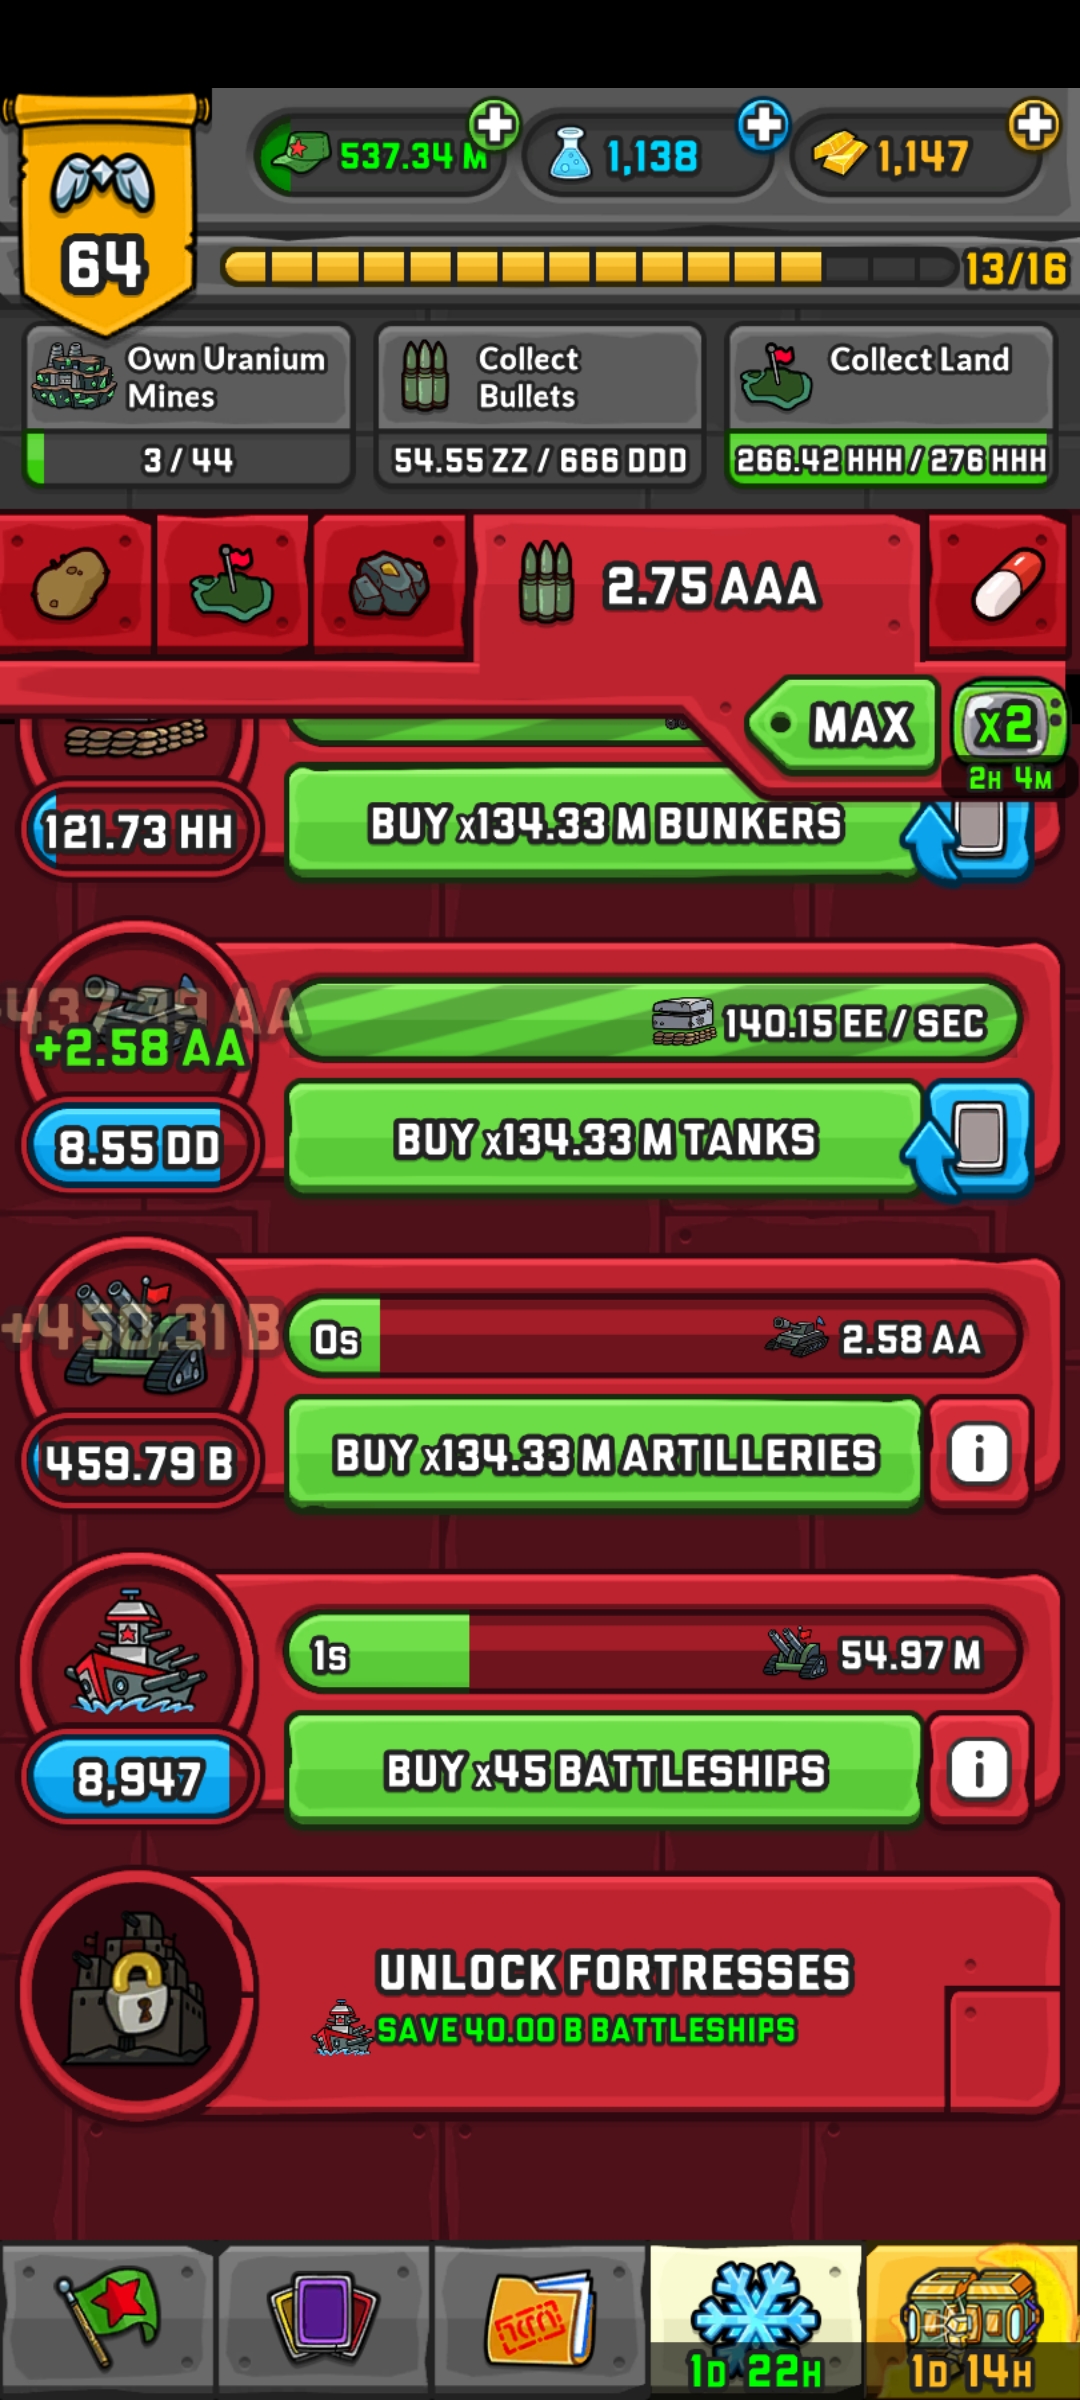 537.34 M
1,138
1,147
64
13/16
Own Uranium
Mines
3 / 44
Collect
Bullets
54.55 ZZ / 666 DDD
Collect Land
266.42 HHH / 276 HHH
2.75 AAA
MAX
x2
2H 4M
121.73 HH
BUY x134.33 M BUNKERS
+2.58 AA
140.15 EE / SEC
8.55 DD
BUY x134.33 M TANKS
+450.31 B
0s
2.58 AA
459.79 B
BUY x134.33 M ARTILLERIES
1s
54.97 M
8,947
BUY x45 BATTLESHIPS
UNLOCK FORTRESSES
SAVE 40.00 B BATTLESHIPS
1D 22H
1D 14H